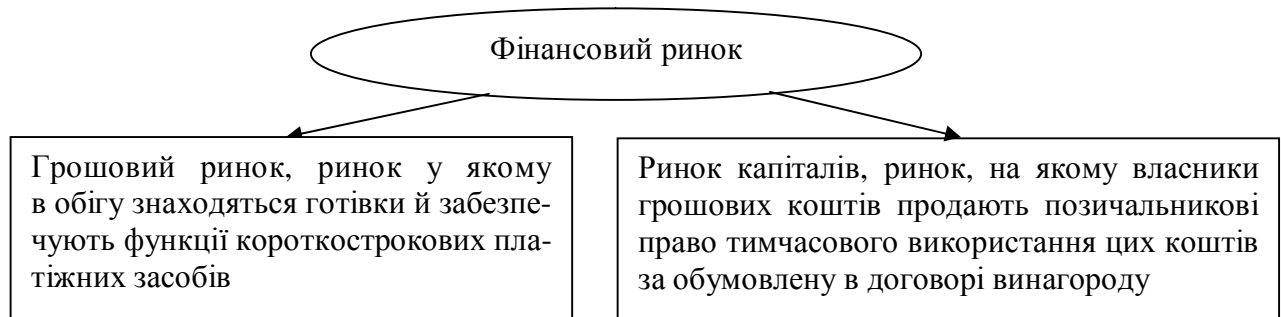 Фінансовий ринок
Грошовий ринок, ринок у якому
в обігу знаходяться готівки й забезпе-
чують функції короткострокових пла-
тіжних засобів
Ринок капіталів, ринок, на якому власники
грошових коштів продають позичальникові
право тимчасового використання цих коштів
за обумовлену в договорі винагороду